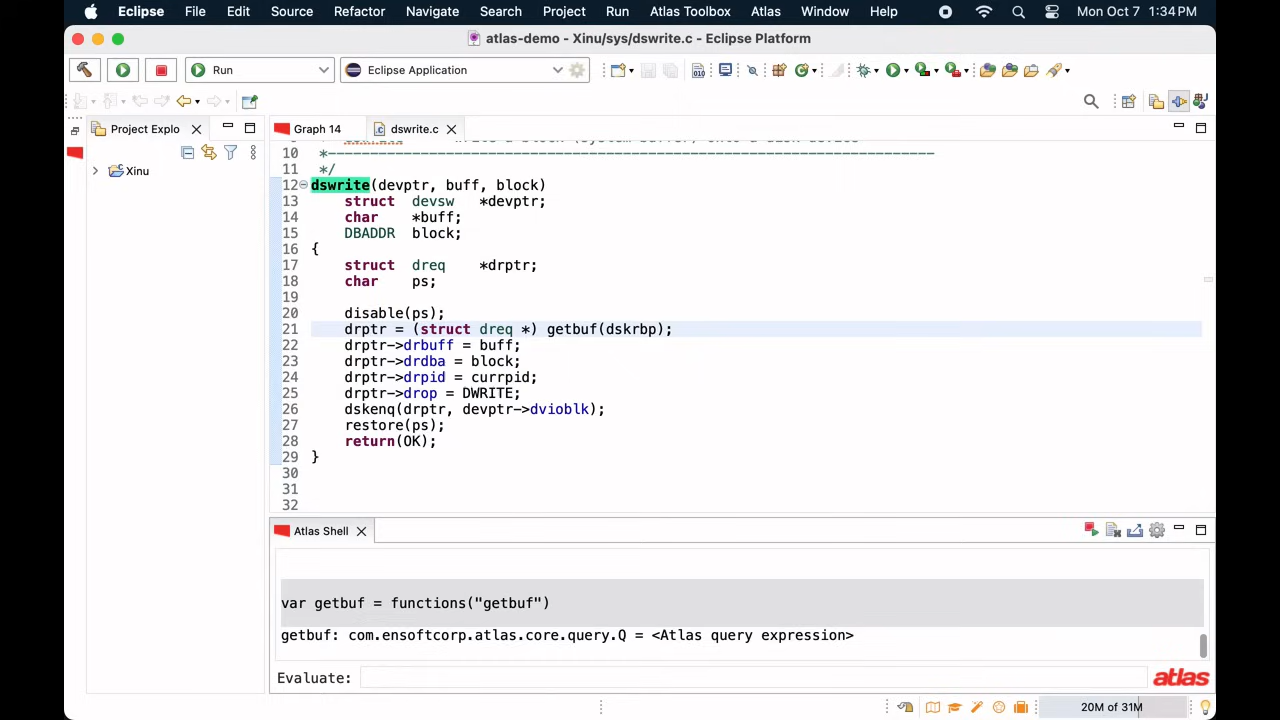 Eclipse File Edit Source Refactor Navigate Search Project Run Atlas Toolbox Atlas Window Help Mon Oct 7 1:34 PM
atlas-demo - Xinu/sys/dswrite.c - Eclipse Platform
Run Eclipse Application
Project Explo Graph 14 dswrite.c
Xinu
10 *------------------------------------------------------------------------
11 */
12 dswrite(devptr, buff, block)
13 struct devsw *devptr;
14 char *buff;
15 DBADDR block;
16 {
17 struct dreq *drptr;
18 char ps;
19
20 disable(ps);
21 drptr = (struct dreq *) getbuf(dskrbp);
22 drptr->drbuff = buff;
23 drptr->drdba = block;
24 drptr->drpid = currpid;
25 drptr->drop = DWRITE;
26 dskenq(drptr, devptr->dvioblk);
27 restore(ps);
28 return(OK);
29 }
30
31
32
Atlas Shell
var getbuf = functions("getbuf")
getbuf: com.ensoftcorp.atlas.core.query.Q = <Atlas query expression>
Evaluate: atlas
20M of 31M